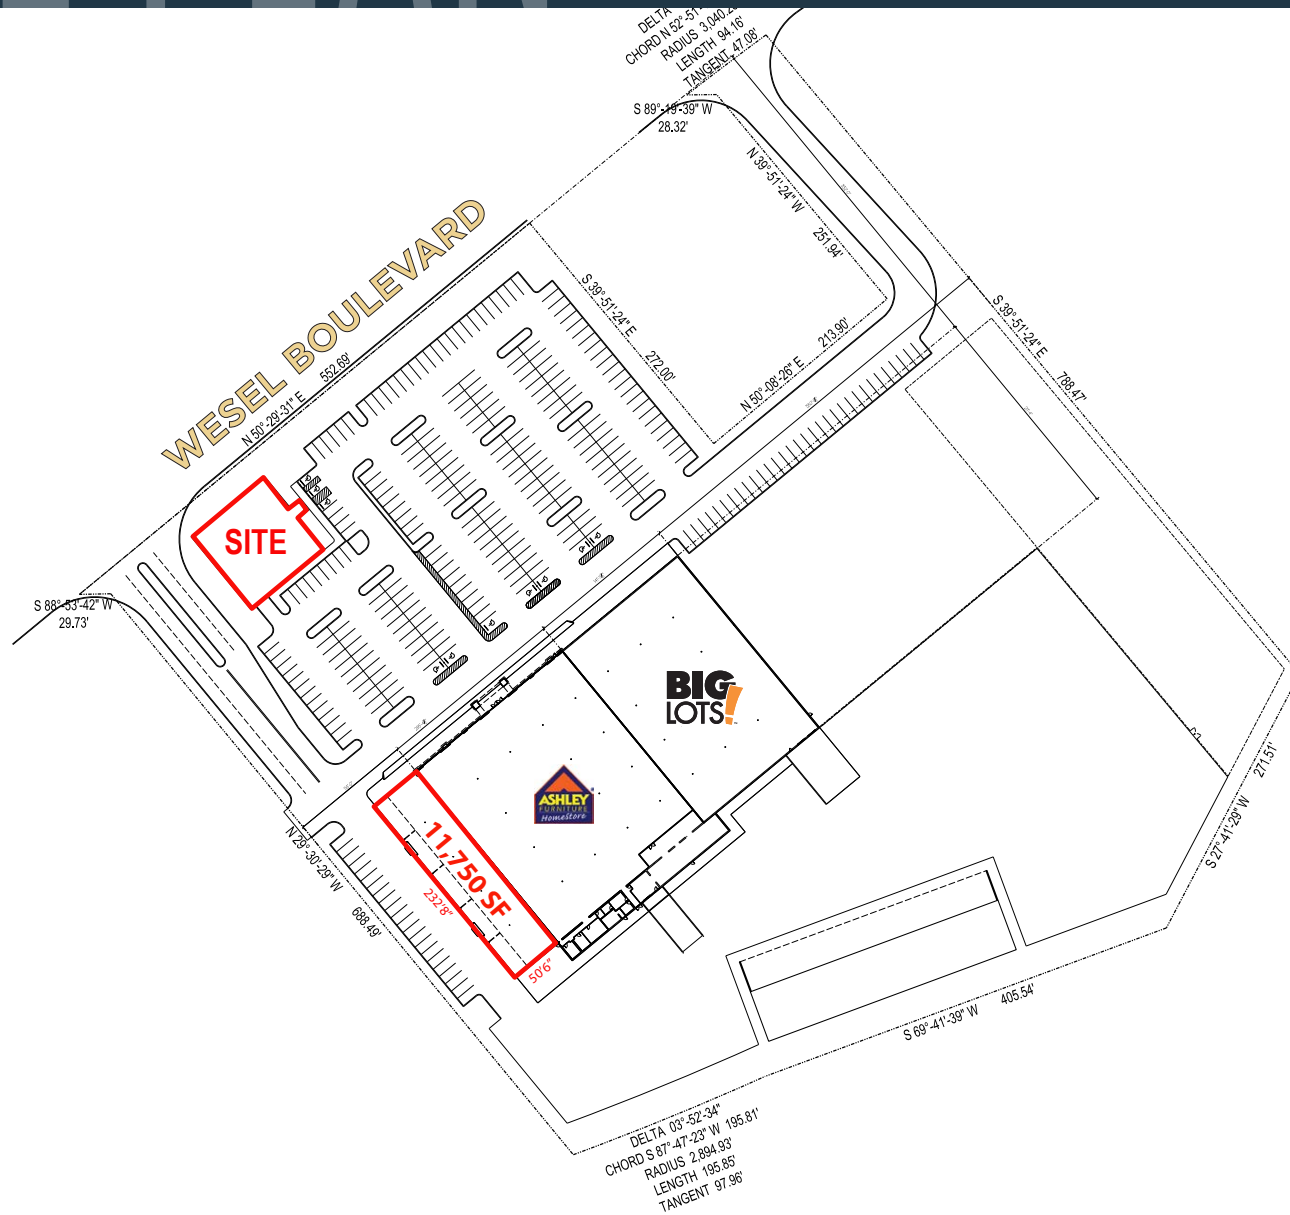 DELTA
CHORD N 52°-51'
RADIUS 3,040.20
LENGTH 94.16'
TANGENT 47.08'
S 89°-19'-39" W
28.32'
N 39°-51'-24" W
251.94'
WESEL BOULEVARD
N 50°-29'-31" E
552.69'
S 39°-51'-24" E
272.00'
N 50°-08'-26" E
213.90'
S 39°-51'-24" E
788.47'
SITE
S 88°-53'-42" W
29.73'
BIG
LOTS!
ASHLEY
FURNITURE
HomeStore
11,750 SF
232'8"
50'6"
N 29°-30'-29" W
688.49'
271.51'
S 27°-41'-29" W
S 69°-41'-39" W
405.54'
DELTA 03°-52'-34"
CHORD S 87°-47'-23" W 195.81'
RADIUS 2,894.93'
LENGTH 195.85'
TANGENT 97.96'